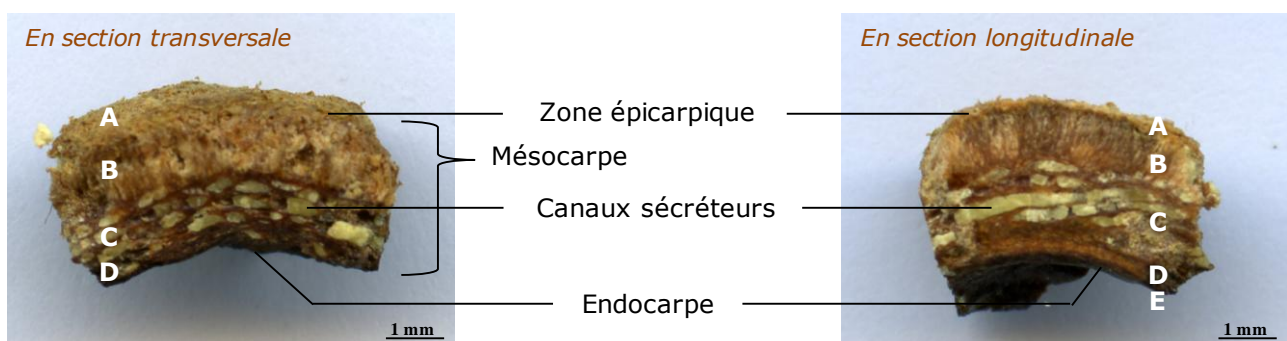 En section transversale
En section longitudinale
A
B
C
D
1 mm
Zone épicarpique
Mésocarpe
Canaux sécréteurs
Endocarpe
A
B
C
D
E
1 mm